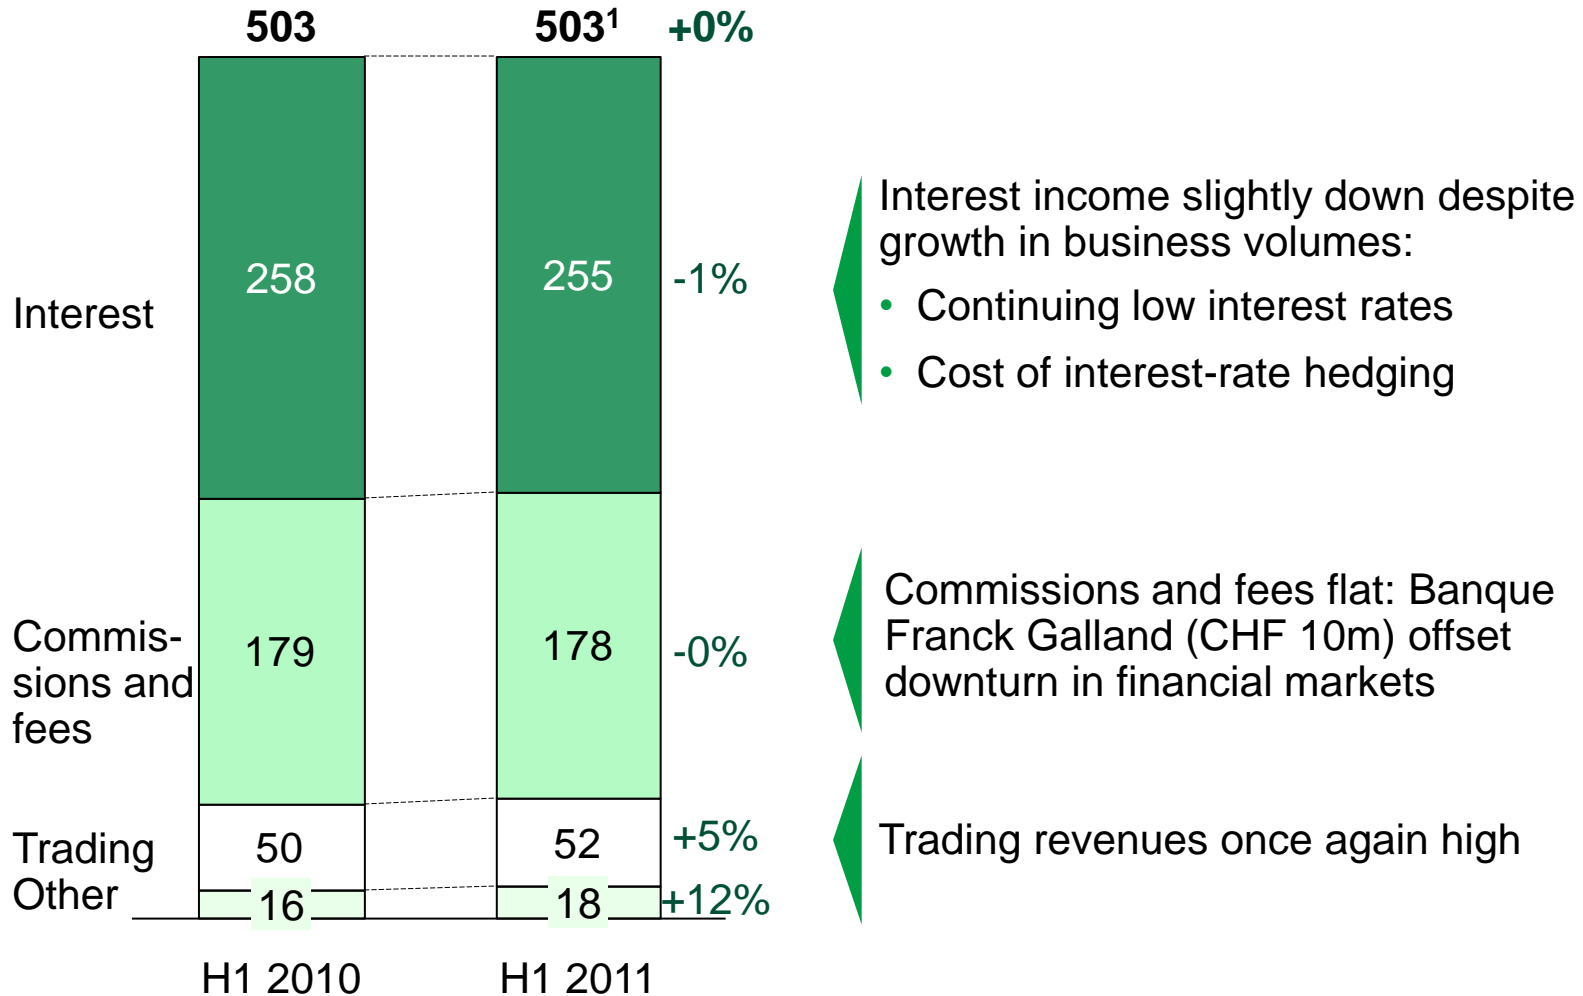 503
503¹
+0%
Interest
258
255
-1%
Interest income slightly down despite
growth in business volumes:
• Continuing low interest rates
• Cost of interest-rate hedging
Commis-
sions and
fees
179
178
-0%
Commissions and fees flat: Banque
Franck Galland (CHF 10m) offset
downturn in financial markets
Trading
50
52
+5%
Trading revenues once again high
Other
16
18
+12%
H1 2010
H1 2011